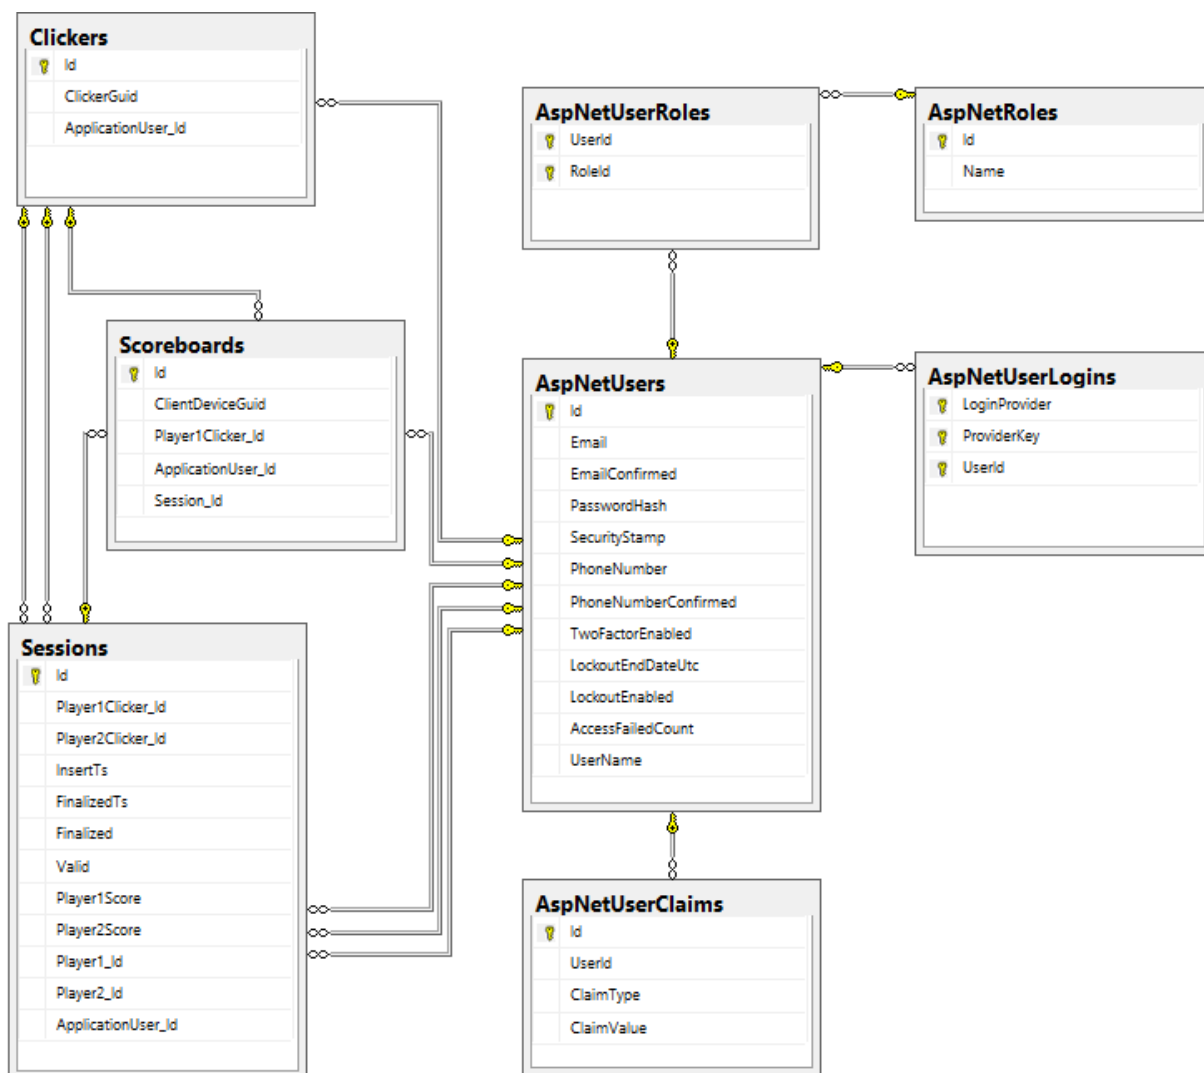 Clickers
Id
ClickerGuid
ApplicationUser_Id
AspNetUserRoles
UserId
RoleId
AspNetRoles
Id
Name
Scoreboards
Id
ClientDeviceGuid
Player1Clicker_Id
ApplicationUser_Id
Session_Id
AspNetUsers
Id
Email
EmailConfirmed
PasswordHash
SecurityStamp
PhoneNumber
PhoneNumberConfirmed
TwoFactorEnabled
LockoutEndDateUtc
LockoutEnabled
AccessFailedCount
UserName
AspNetUserLogins
LoginProvider
ProviderKey
UserId
Sessions
Id
Player1Clicker_Id
Player2Clicker_Id
InsertTs
FinalizedTs
Finalized
Valid
Player1Score
Player2Score
Player1_Id
Player2_Id
ApplicationUser_Id
AspNetUserClaims
Id
UserId
ClaimType
ClaimValue